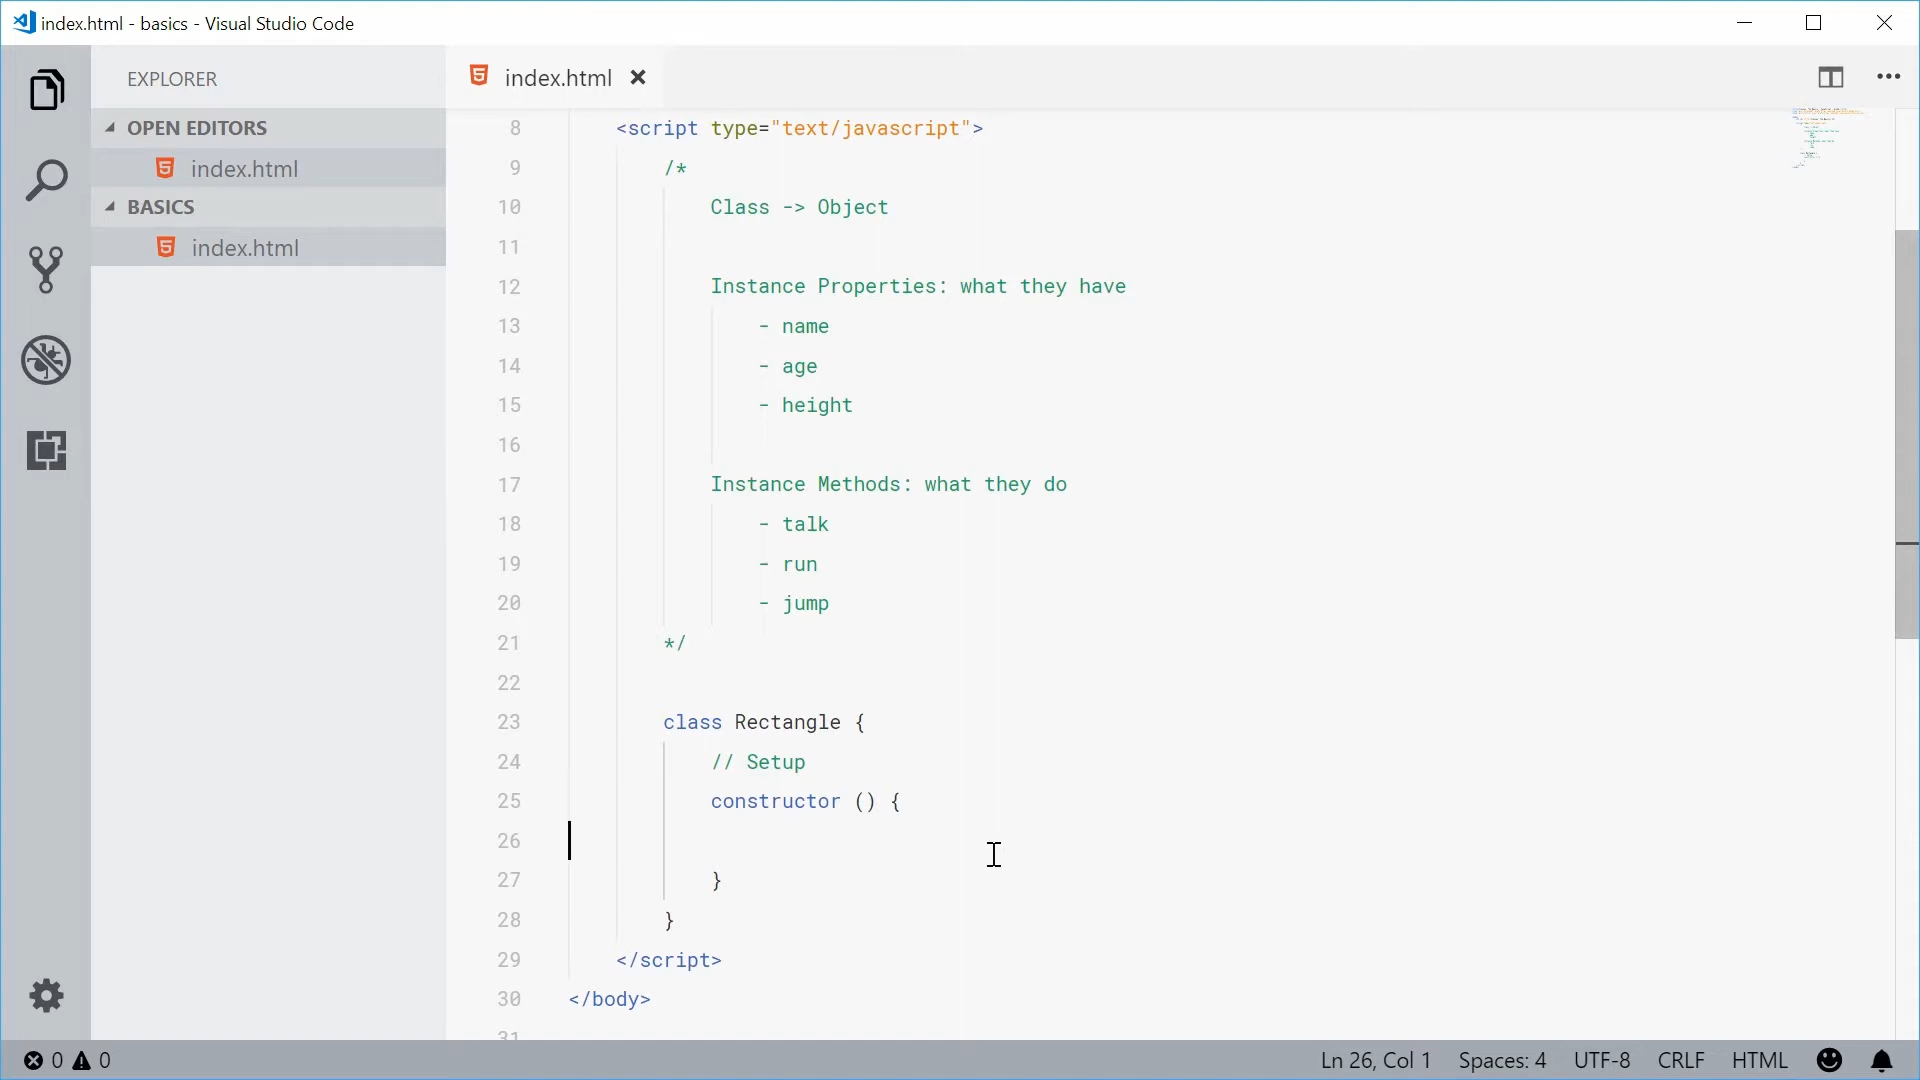 index.html - basics - Visual Studio Code
EXPLORER
OPEN EDITORS
index.html
BASICS
index.html
index.html
8 <script type="text/javascript">
9 /*
10 Class -> Object
11
12 Instance Properties: what they have
13 - name
14 - age
15 - height
16
17 Instance Methods: what they do
18 - talk
19 - run
20 - jump
21 */
22
23 class Rectangle {
24 // Setup
25 constructor () {
26
27 }
28 }
29 </script>
30 </body>
31
0 0 Ln 26, Col 1 Spaces: 4 UTF-8 CRLF HTML